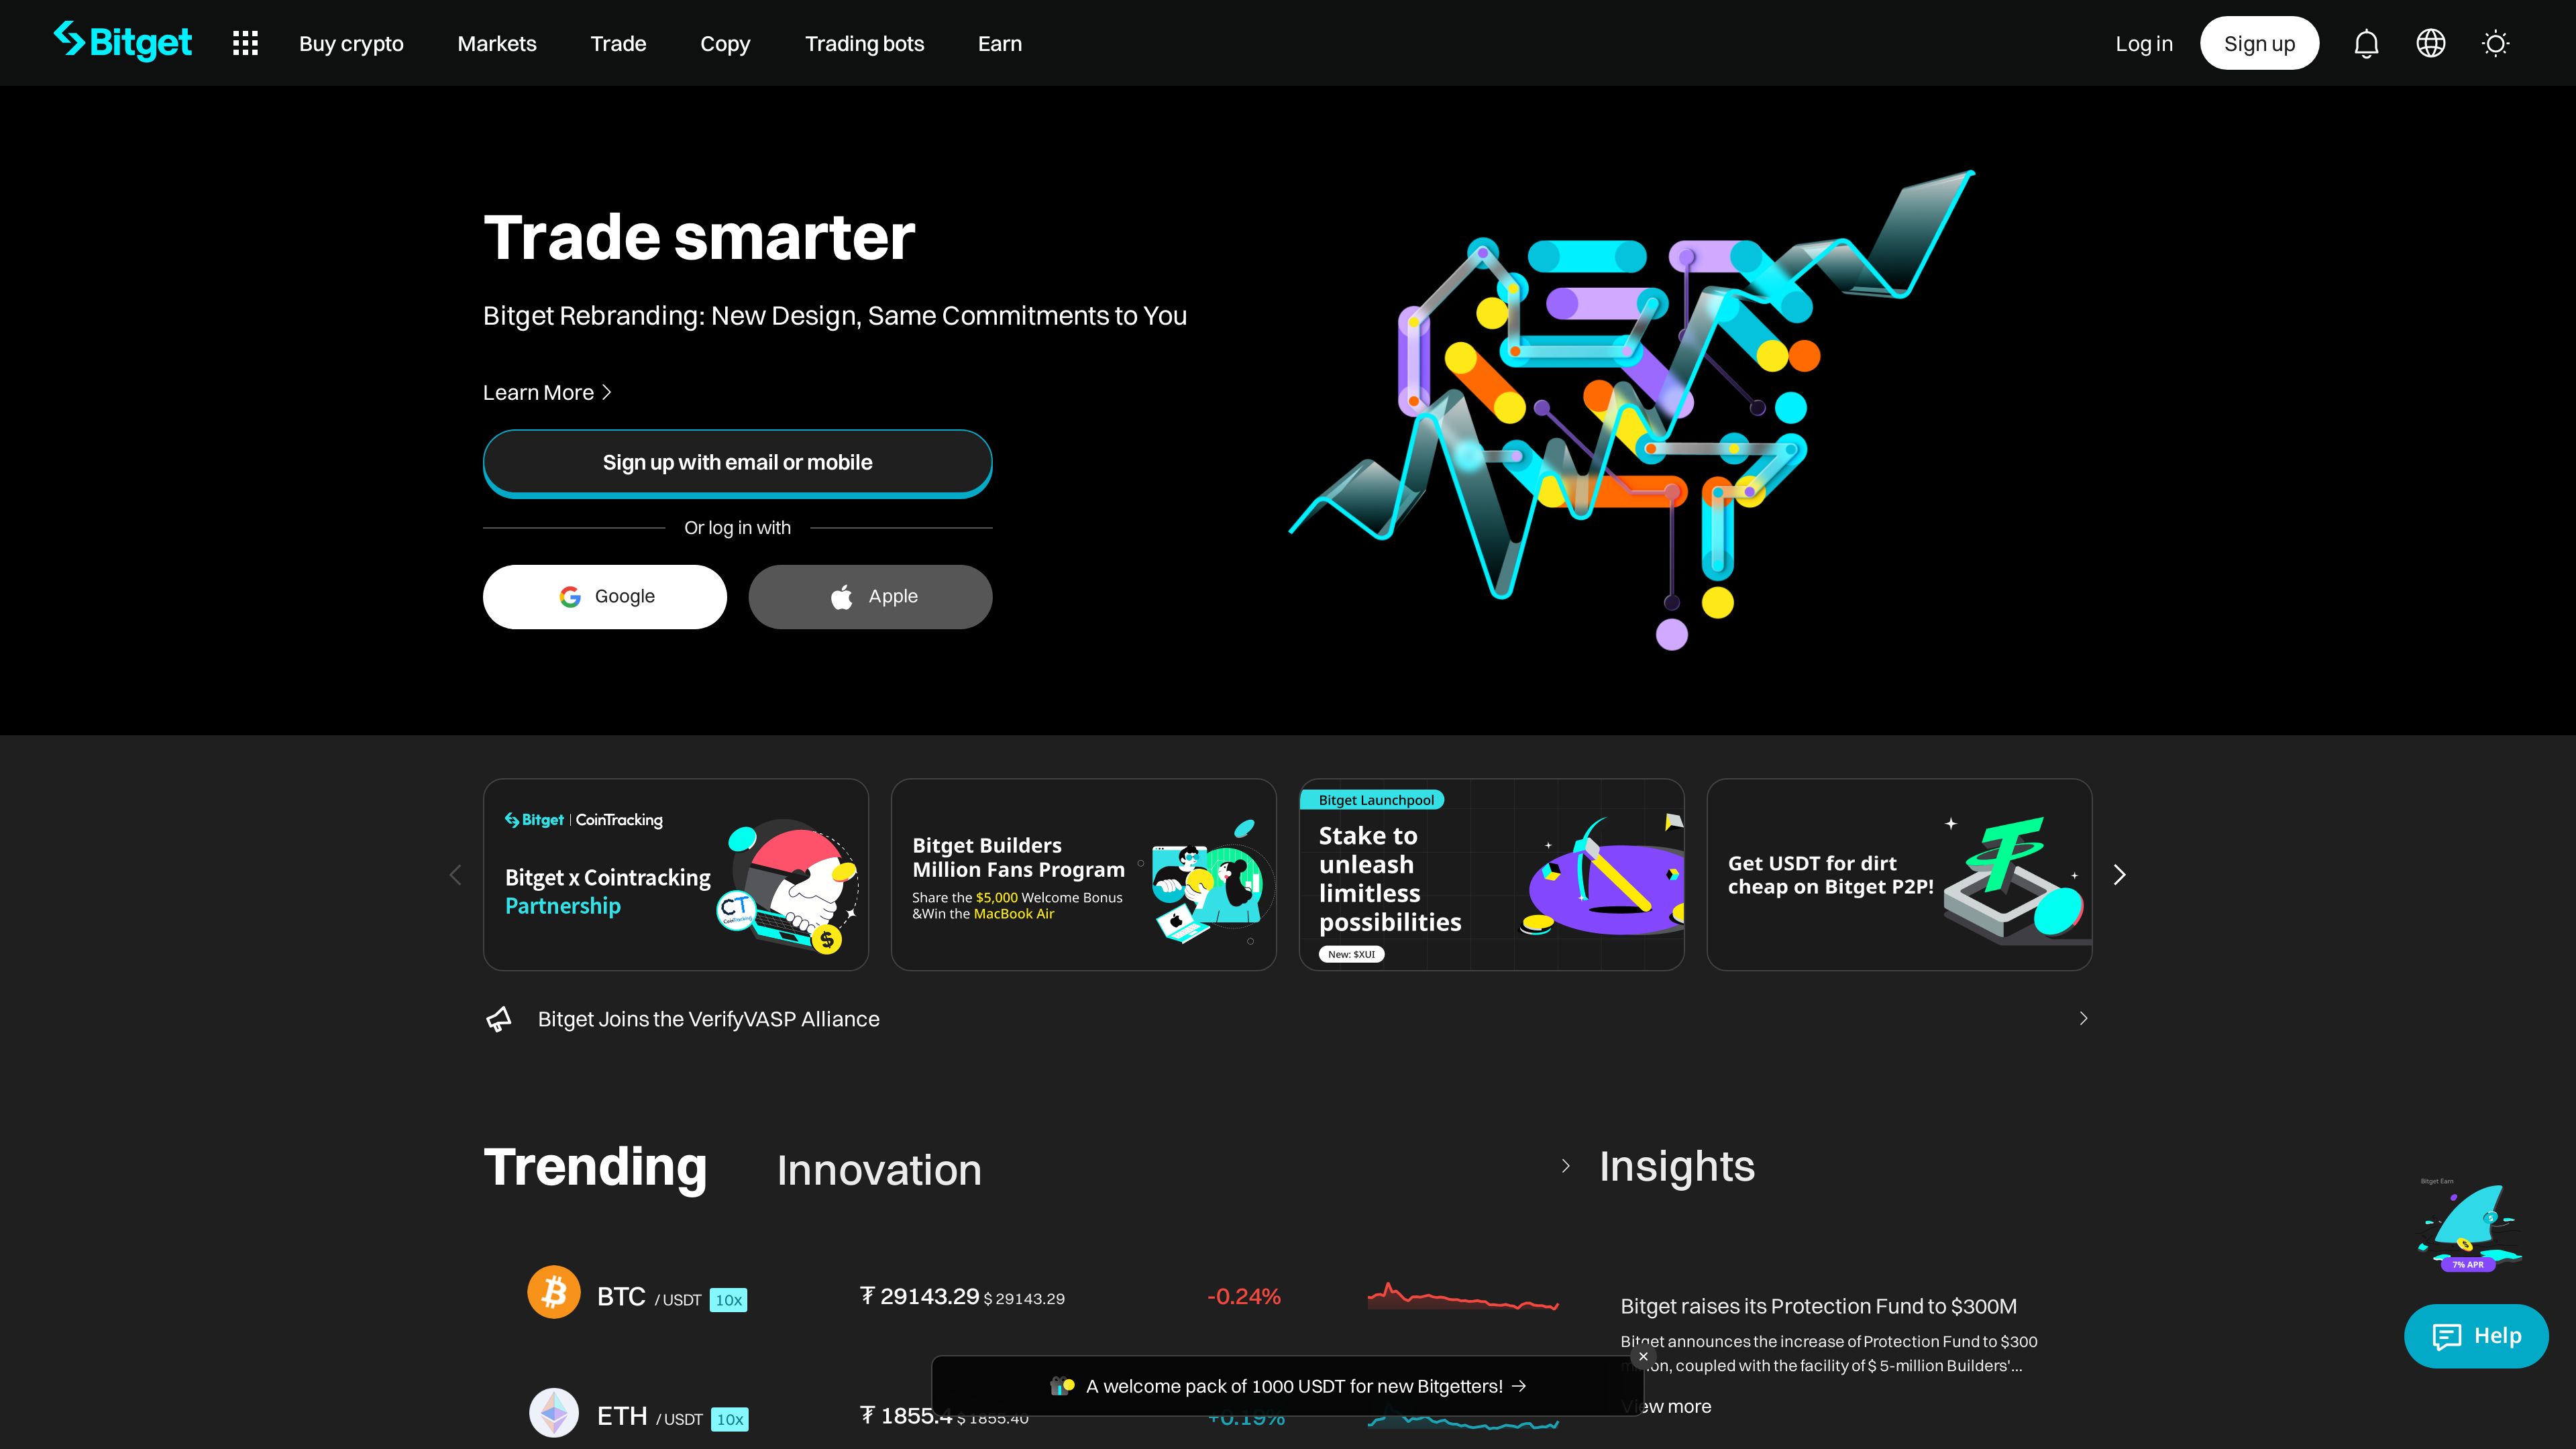 Bitget
Buy crypto
Markets
Trade
Copy
Trading bots
Earn
Log in
Sign up
Trade smarter
Bitget Rebranding: New Design, Same Commitments to You
Learn More
Sign up with email or mobile
Or log in with
Google
Apple
Bitget | CoinTracking
Bitget x Cointracking
Partnership
CT
CoinTracking
Bitget Builders
Million Fans Program
Share the $5,000 Welcome Bonus
&Win the MacBook Air
Bitget Launchpool
Stake to
unleash
limitless
possibilities
New: $XUI
Get USDT for dirt
cheap on Bitget P2P!
Bitget Joins the VerifyVASP Alliance
Trending
Innovation
Insights
Bitget Earn
7% APR
BTC / USDT 10x
₮ 29143.29 $ 29143.29
-0.24%
Bitget raises its Protection Fund to $300M
Bitget announces the increase of Protection Fund to $300
coupled with the facility of $ 5-million Builders'...
Help
A welcome pack of 1000 USDT for new Bitgetters!
ETH / USDT 10x
₮ 1855.4 $ 1855.40
+0.19%
View more